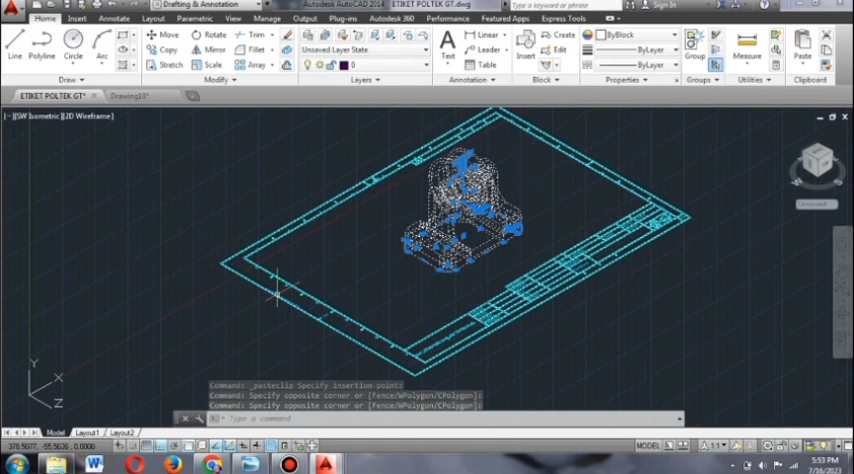 Drafting & Annotation
Autodesk AutoCAD 2014
ETIKET POLTEK GT.dwg
Type a keyword or phrase
Sign In
Home Insert Annotate Layout Parametric View Manage Output Plug-ins Autodesk 360 Performance Featured Apps Express Tools
Line Polyline Circle Arc
Move Rotate Trim
Copy Mirror Fillet
Stretch Scale Array
Unsaved Layer State
0
Text
Linear
Leader
Table
Insert
Create
Edit
ByBlock
ByLayer
ByLayer
Group
Measure
Paste
Draw Modify Layers Annotation Block Properties Groups Utilities Clipboard
ETIKET POLTEK GT* Drawing10*
[−][SW Isometric][2D Wireframe]
W S
Unnamed
Y
X
Z
Command: _pasteclip Specify insertion point:
Command: Specify opposite corner or [Fence/WPolygon/CPolygon]:
Command: Specify opposite corner or [Fence/WPolygon/CPolygon]:
Type a command
Model Layout1 Layout2
MODEL
1:1
5:53 PM
7/16/2023